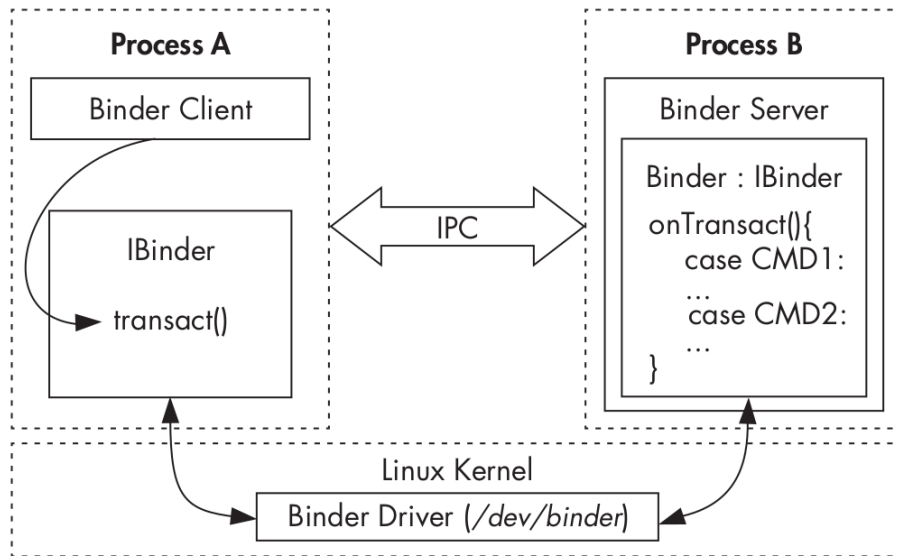 Process A
Binder Client
IBinder
transact()
IPC
Process B
Binder Server
Binder : IBinder
onTransact(){
case CMD1:
...
case CMD2:
...
}
Linux Kernel
Binder Driver (/dev/binder)